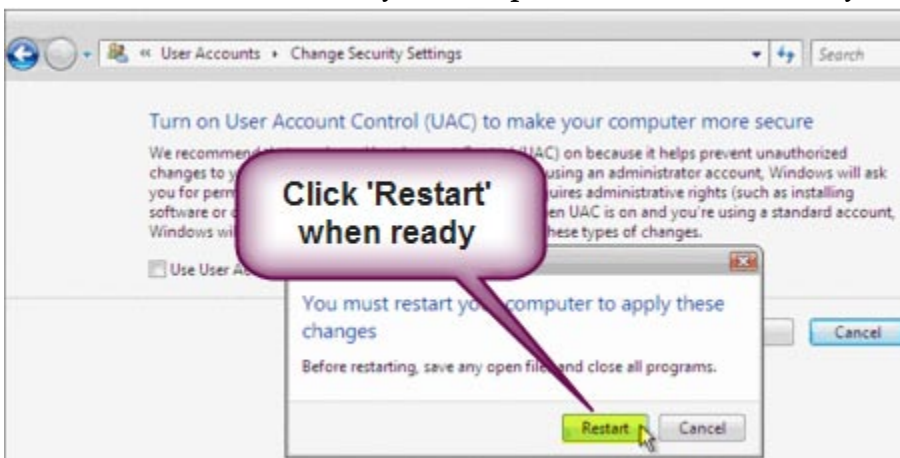 « User Accounts ▸ Change Security Settings
Search
Turn on User Account Control (UAC) to make your computer more secure
We recommend (UAC) on because it helps prevent unauthorized
changes to y using an administrator account, Windows will ask
you for perm uires administrative rights (such as installing
software or en UAC is on and you're using a standard account,
Windows wi hese types of changes.
Click 'Restart'
when ready
Use User A
You must restart computer to apply these
changes
Before restarting, save any open files and close all programs.
Cancel
Restart
Cancel